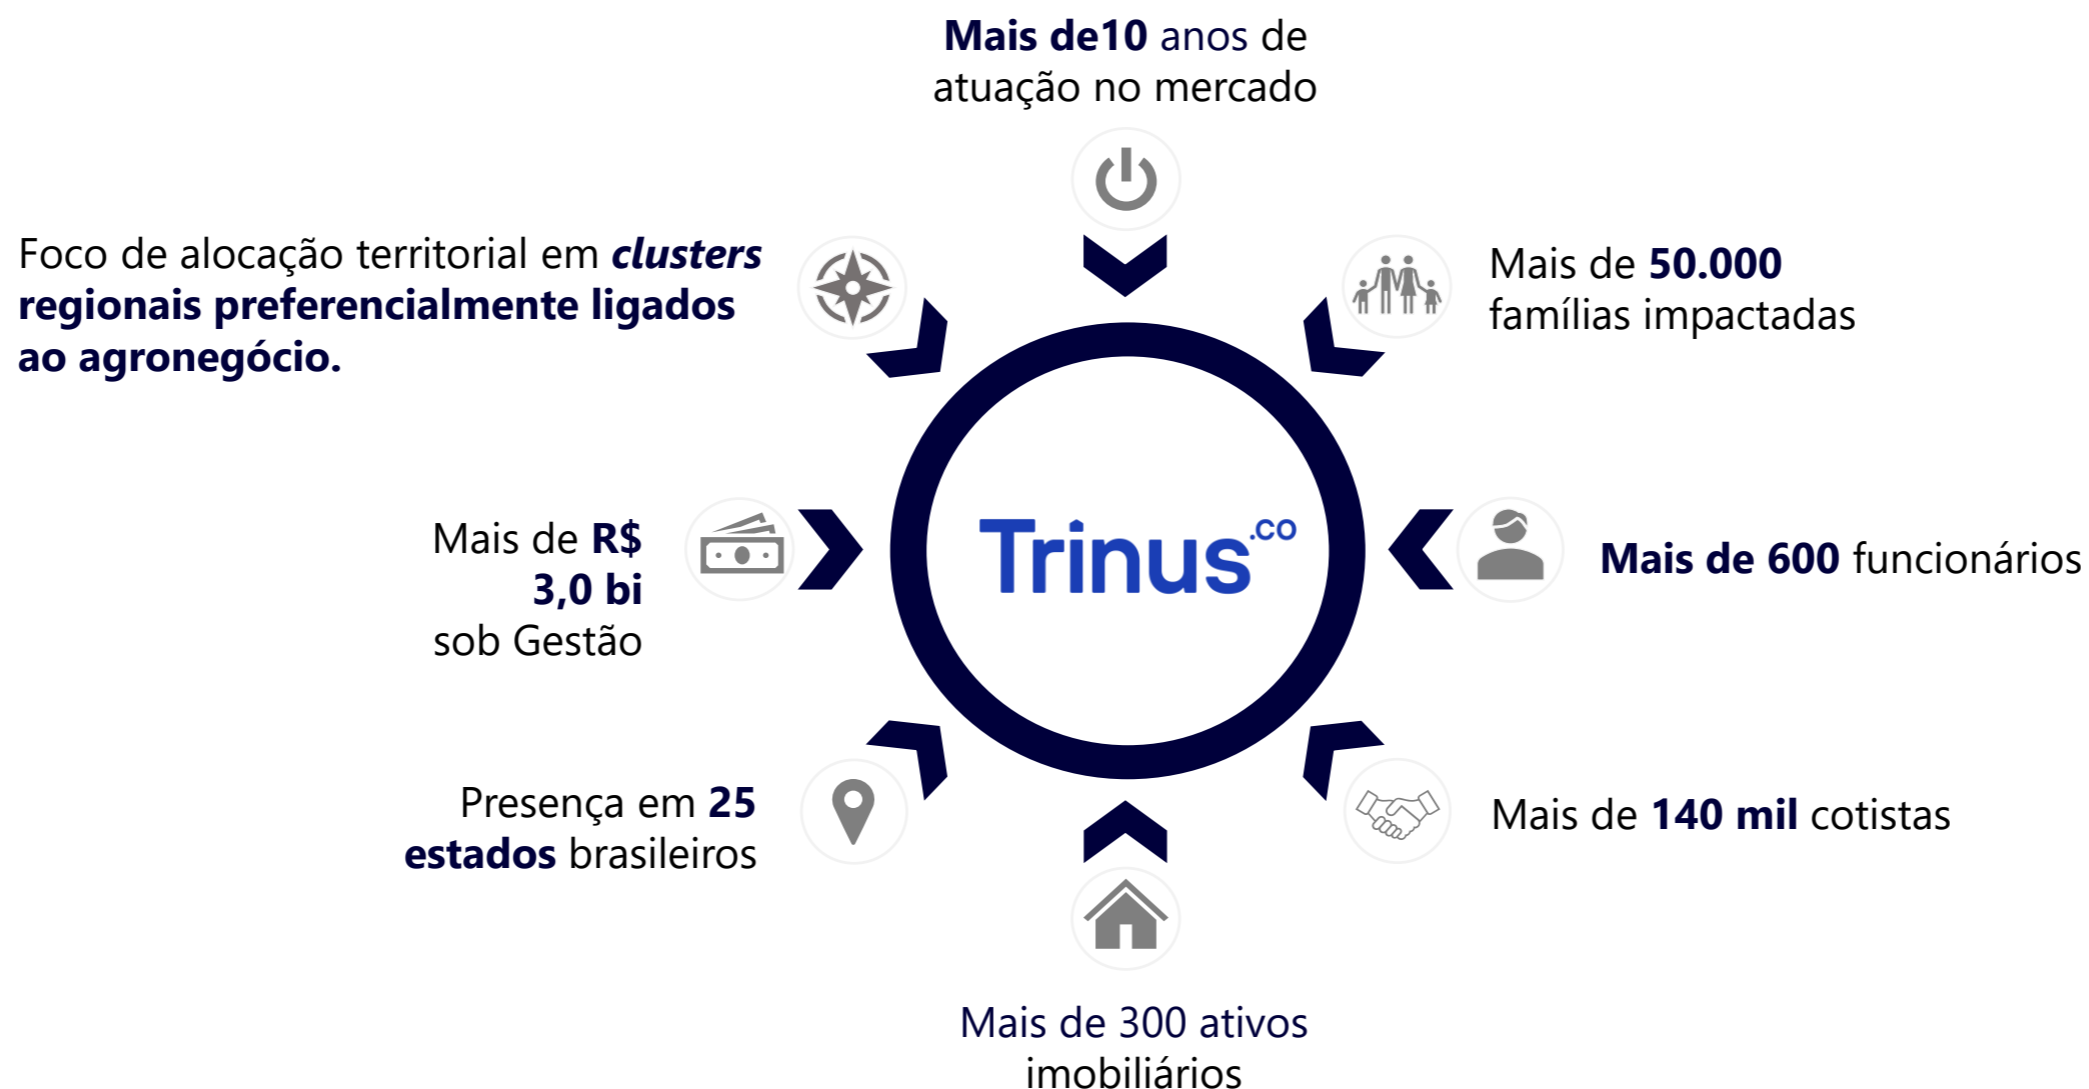 Mais de10 anos de
atuação no mercado
Foco de alocação territorial em clusters
regionais preferencialmente ligados
ao agronegócio.
Mais de 50.000
famílias impactadas
Mais de R$
3,0 bi
sob Gestão
Trinus.co
Mais de 600 funcionários
Presença em 25
estados brasileiros
Mais de 140 mil cotistas
Mais de 300 ativos
imobiliários